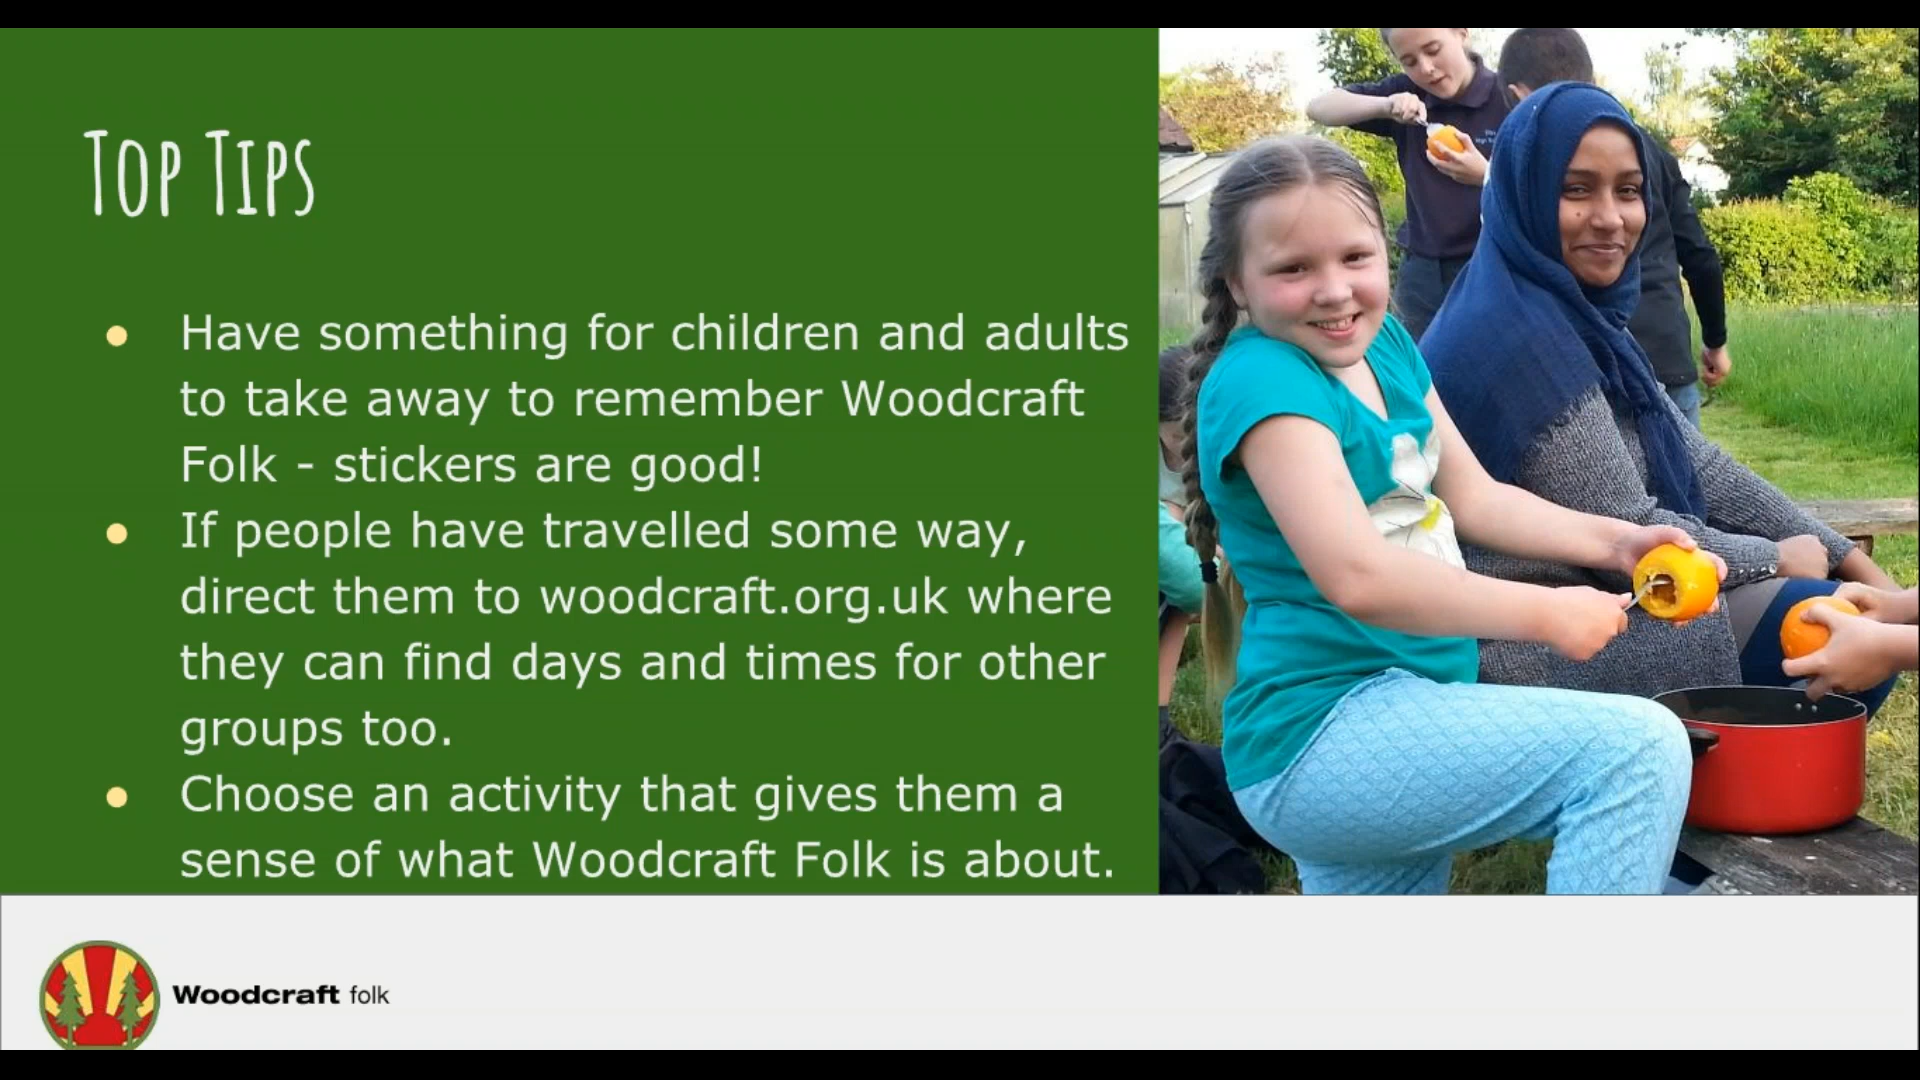 Top Tips
● Have something for children and adults
to take away to remember Woodcraft
Folk - stickers are good!
● If people have travelled some way,
direct them to woodcraft.org.uk where
they can find days and times for other
groups too.
● Choose an activity that gives them a
sense of what Woodcraft Folk is about.
Woodcraft folk